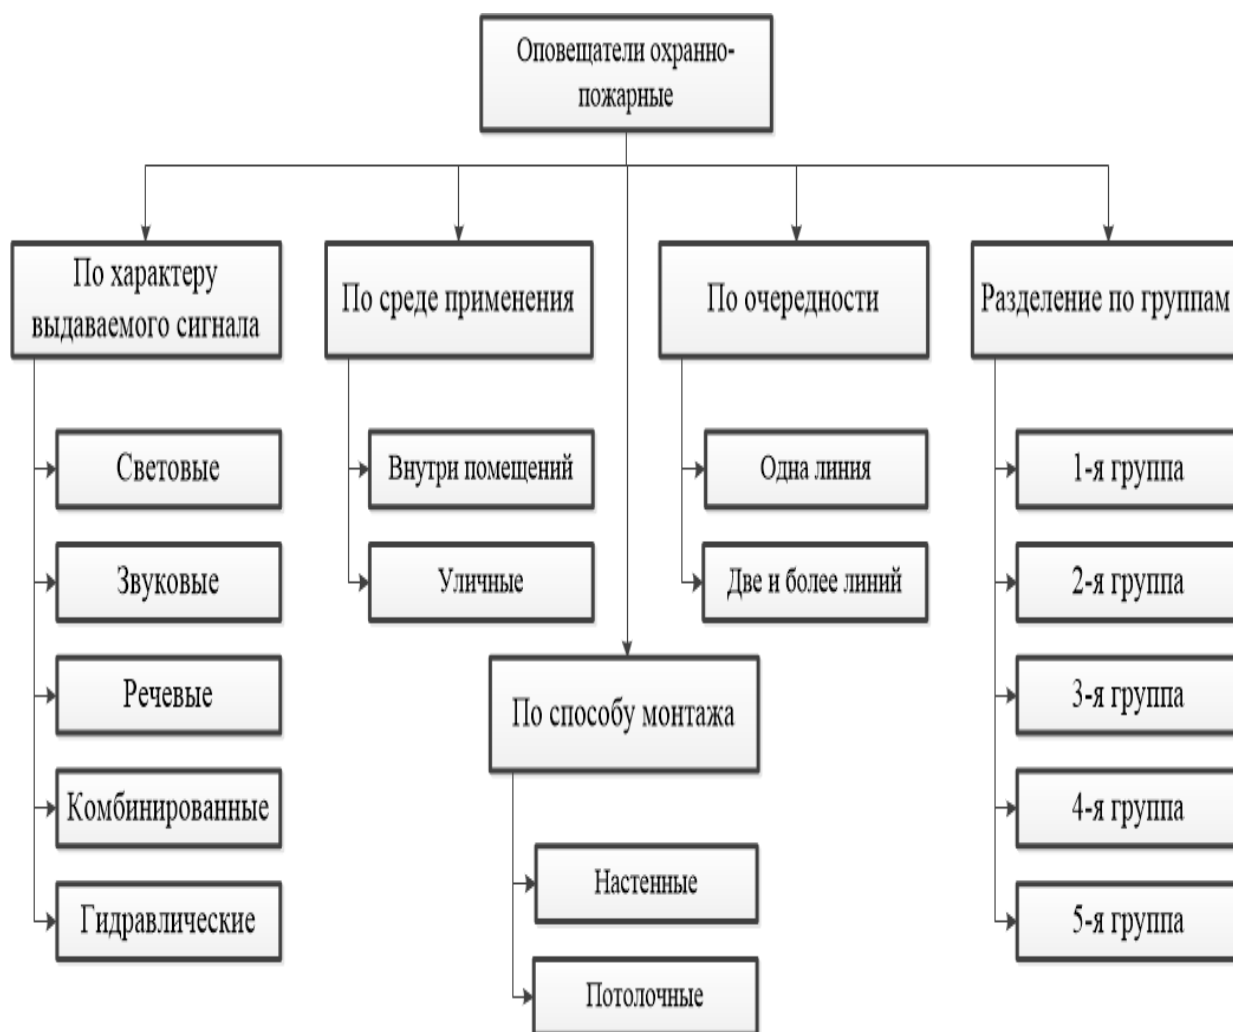 Оповещатели охранно-
пожарные
По характеру
выдаваемого сигнала
Световые
Звуковые
Речевые
Комбинированные
Гидравлические
По среде применения
Внутри помещений
Уличные
По способу монтажа
Настенные
Потолочные
По очередности
Одна линия
Две и более линий
Разделение по группам
1-я группа
2-я группа
3-я группа
4-я группа
5-я группа